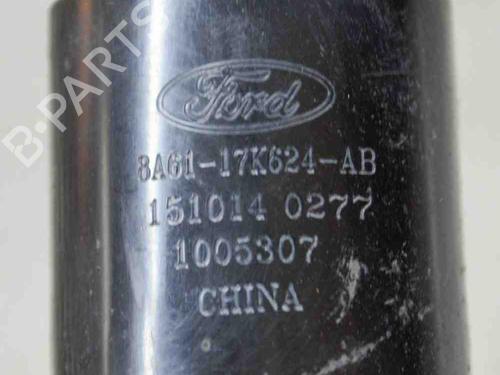 Ford
8A61-17K624-AB
151014 0277
1005307
CHINA
B-PARTS